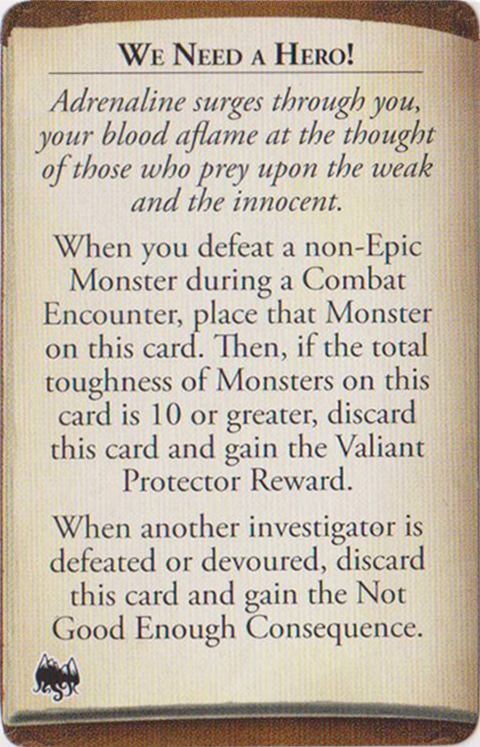 We Need a Hero!
Adrenaline surges through you,
your blood aflame at the thought
of those who prey upon the weak
and the innocent.
When you defeat a non-Epic
Monster during a Combat
Encounter, place that Monster
on this card. Then, if the total
toughness of Monsters on this
card is 10 or greater, discard
this card and gain the Valiant
Protector Reward.
When another investigator is
defeated or devoured, discard
this card and gain the Not
Good Enough Consequence.